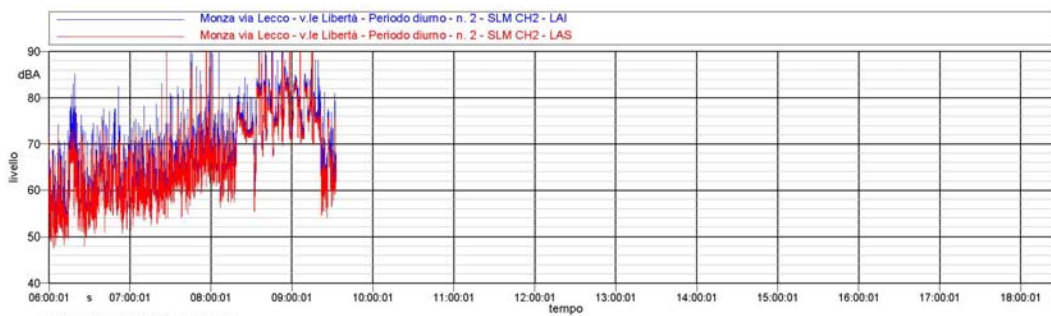 Monza via Lecco - v.le Libertà - Periodo diurno - n. 2 - SLM CH2 - LAI
Monza via Lecco - v.le Libertà - Periodo diurno - n. 2 - SLM CH2 - LAS
90
dBA
80
70
livello
60
50
40
06:00:01 s 07:00:01 08:00:01 09:00:01 10:00:01 11:00:01 12:00:01 13:00:01 14:00:01 15:00:01 16:00:01 17:00:01 18:00:01
tempo